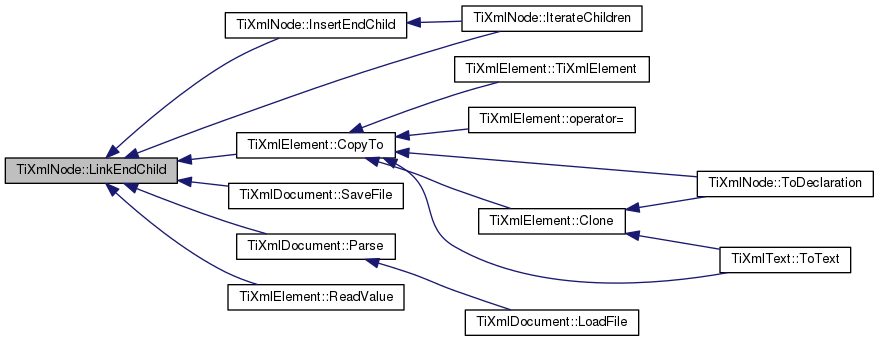 TiXmlNode::InsertEndChild
TiXmlNode::IterateChildren
TiXmlElement::TiXmlElement
TiXmlElement::operator=
TiXmlElement::CopyTo
TiXmlNode::LinkEndChild
TiXmlNode::ToDeclaration
TiXmlDocument::SaveFile
TiXmlElement::Clone
TiXmlDocument::Parse
TiXmlText::ToText
TiXmlElement::ReadValue
TiXmlDocument::LoadFile